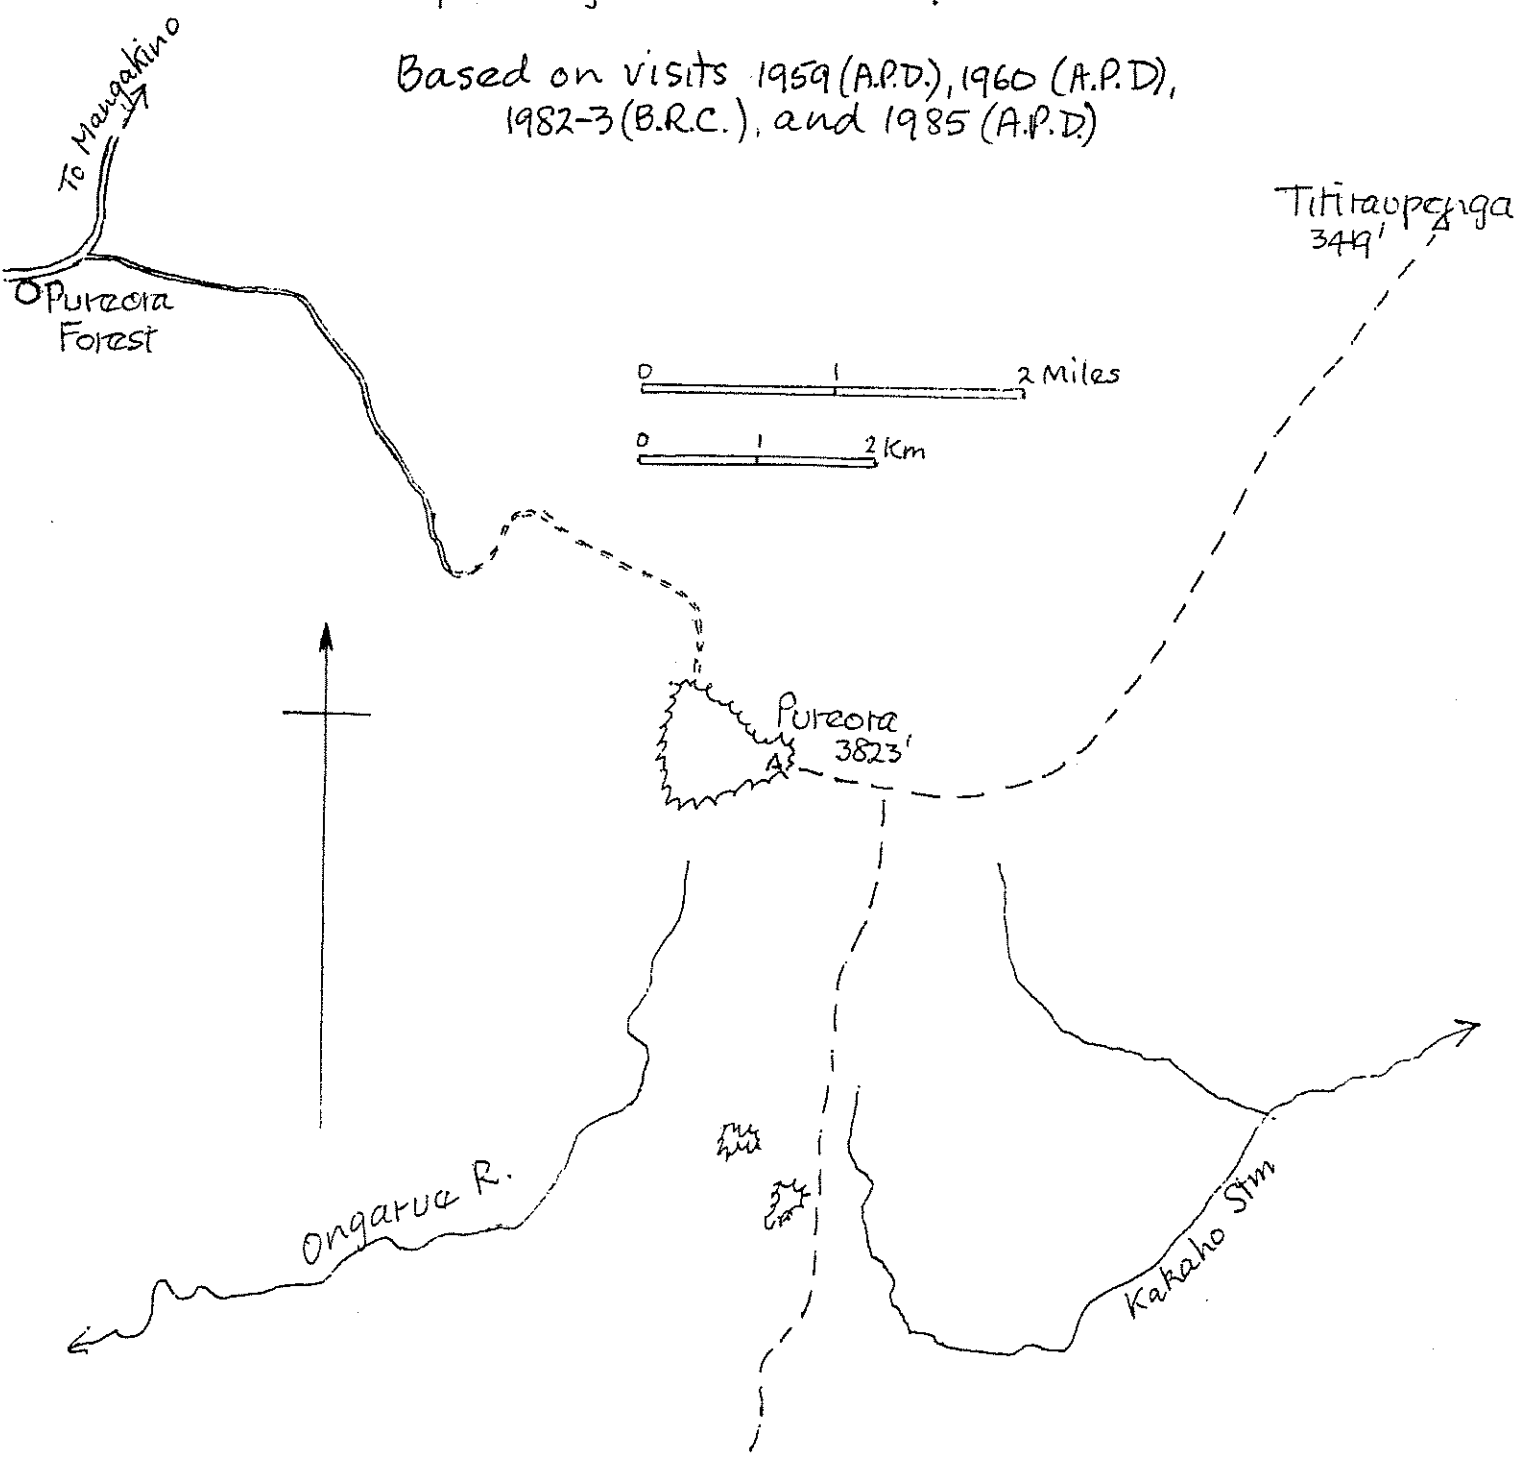 Based on visits 1959 (A.P.D.), 1960 (A.P.D),
1982-3 (B.R.C.), and 1985 (A.P.D.)
To Mangakino
Titiraupenga
3419'
Pureora
Forest
0 1 2 Miles
0 1 2 Km
Pureora
3823'
Ongarue R.
Kakaho Stm